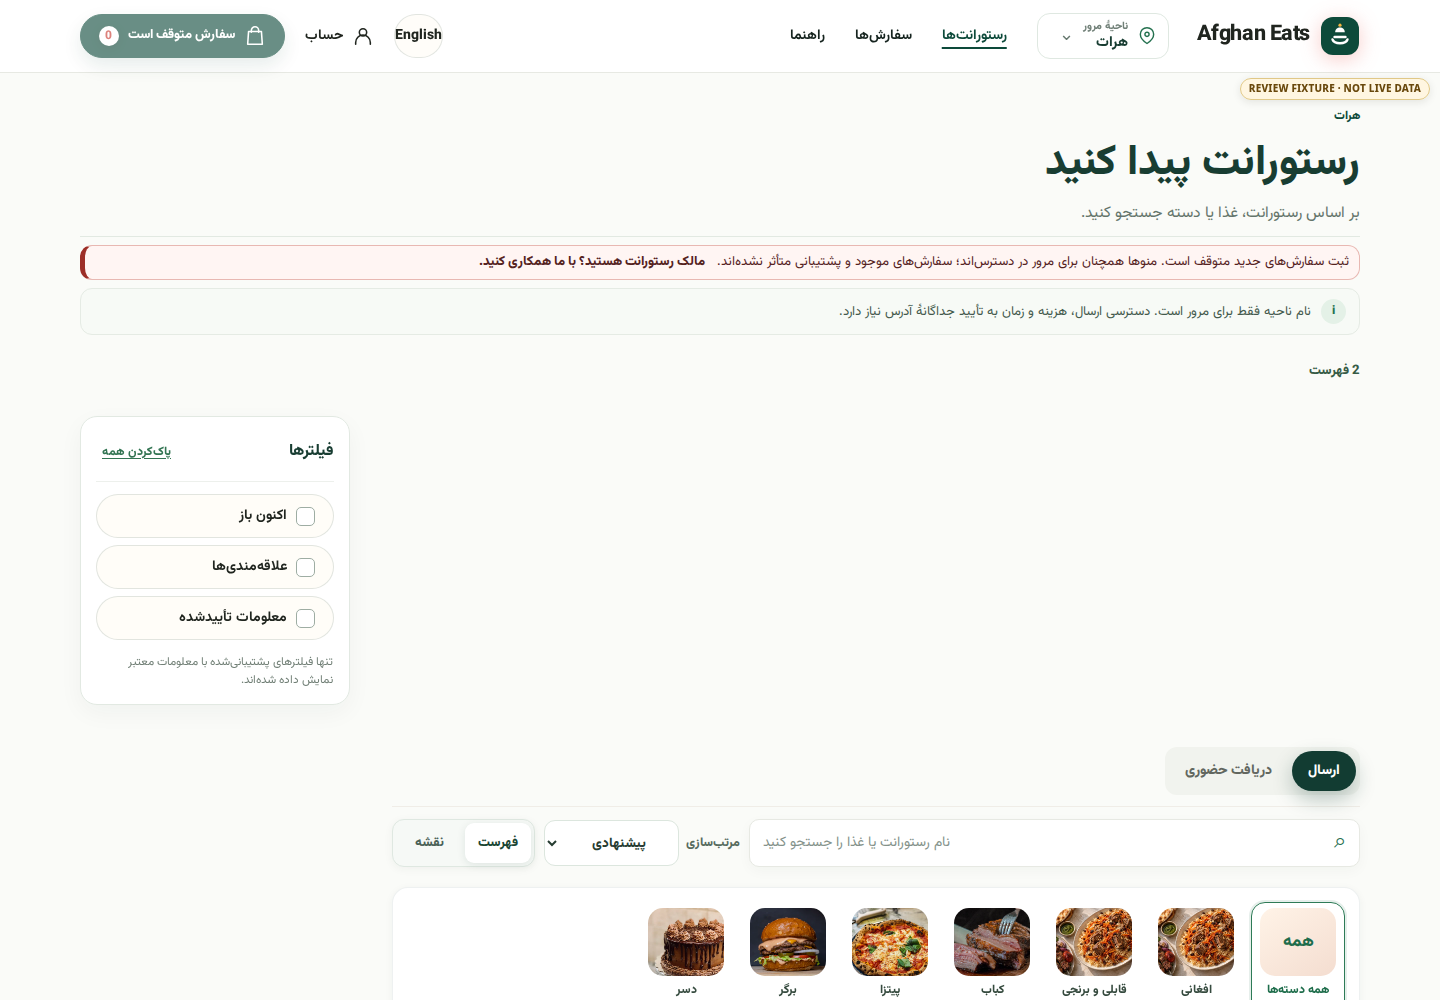 Afghan Eats
ناحیهٔ مرور
هرات
رستورانت‌ها
سفارش‌ها
راهنما
English
حساب
سفارش متوقف است
0
REVIEW FIXTURE · NOT LIVE DATA
هرات
رستورانت پیدا کنید
بر اساس رستورانت، غذا یا دسته جستجو کنید.
ثبت سفارش‌های جدید متوقف است. منوها همچنان برای مرور در دسترس‌اند؛ سفارش‌های موجود و پشتیبانی متأثر نشده‌اند. مالک رستورانت هستید؟ با ما همکاری کنید.
i
نام ناحیه فقط برای مرور است. دسترسی ارسال، هزینه و زمان به تأیید جداگانهٔ آدرس نیاز دارد.
2 فهرست
فیلترها
پاک‌کردن همه
اکنون باز
علاقه‌مندی‌ها
معلومات تأییدشده
تنها فیلترهای پشتیبانی‌شده با معلومات معتبر
نمایش داده شده‌اند.
ارسال
دریافت حضوری
نام رستورانت یا غذا را جستجو کنید
مرتب‌سازی
پیشنهادی
فهرست
نقشه
همه
همه دسته‌ها
افغانی
قابلی و برنجی
کباب
پیتزا
برگر
دسر